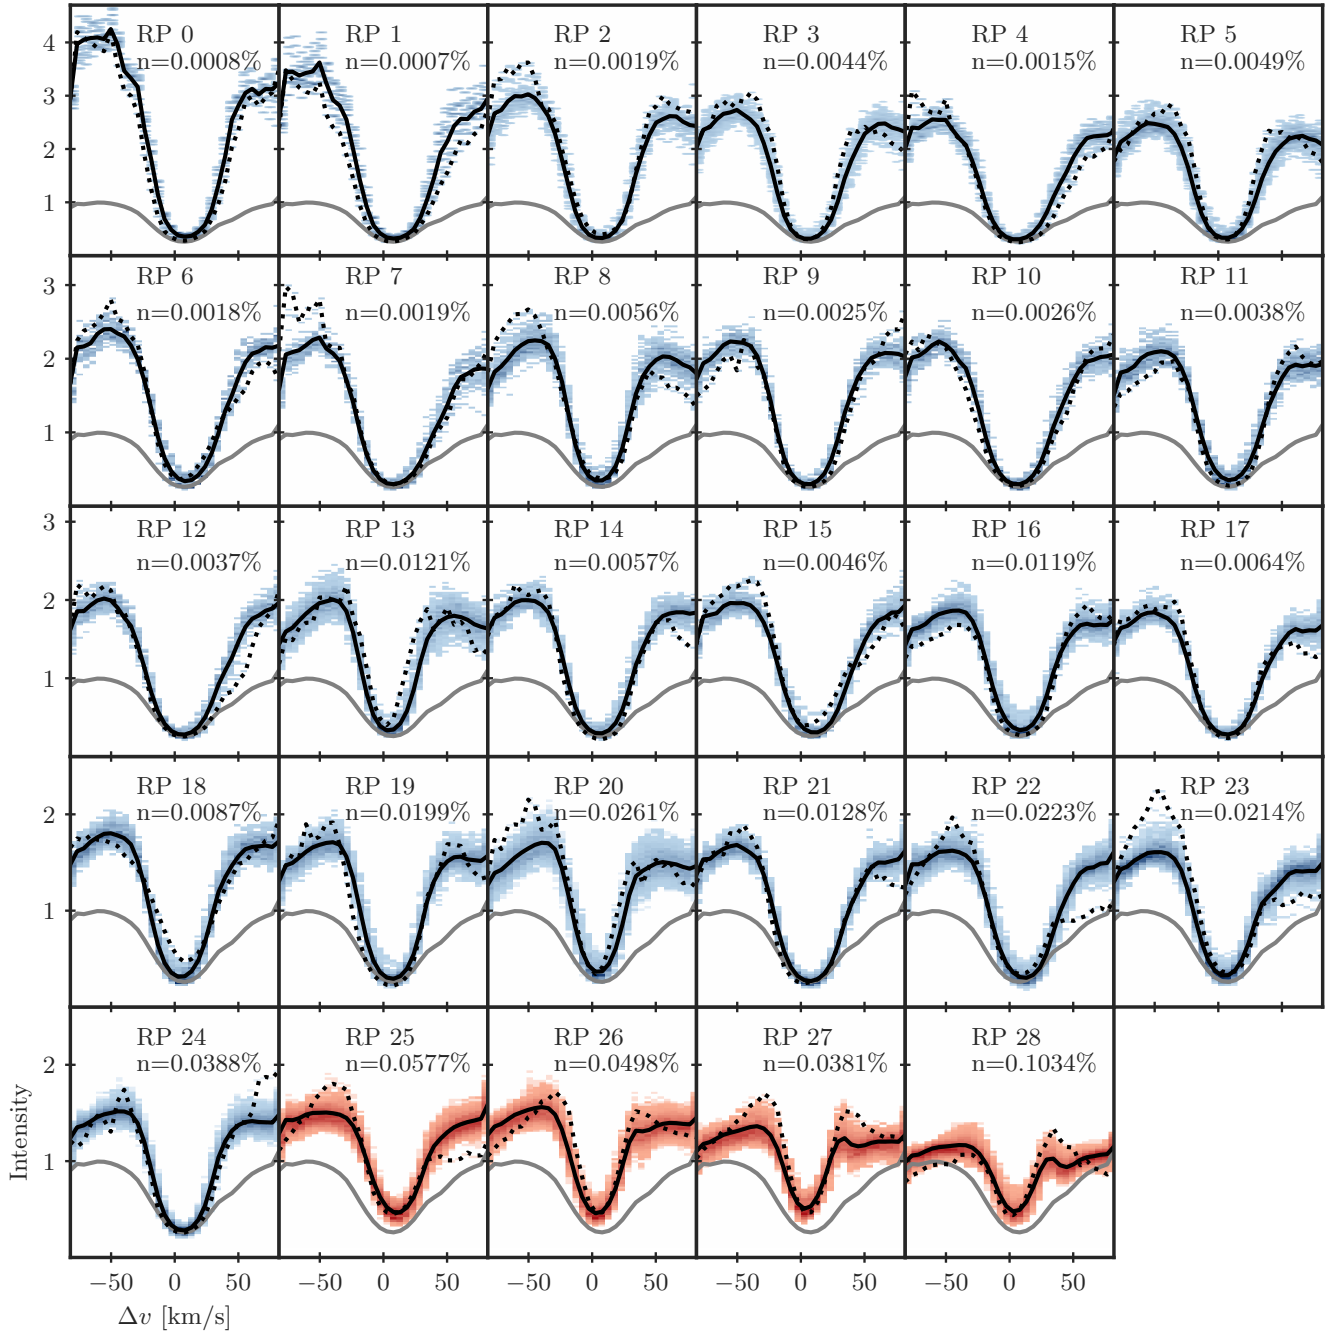 4
3
2
1
RP 0
n=0.0008%
RP 1
n=0.0007%
RP 2
n=0.0019%
RP 3
n=0.0044%
RP 4
n=0.0015%
RP 5
n=0.0049%
3
2
1
RP 6
n=0.0018%
RP 7
n=0.0019%
RP 8
n=0.0056%
RP 9
n=0.0025%
RP 10
n=0.0026%
RP 11
n=0.0038%
3
2
1
RP 12
n=0.0037%
RP 13
n=0.0121%
RP 14
n=0.0057%
RP 15
n=0.0046%
RP 16
n=0.0119%
RP 17
n=0.0064%
2
1
RP 18
n=0.0087%
RP 19
n=0.0199%
RP 20
n=0.0261%
RP 21
n=0.0128%
RP 22
n=0.0223%
RP 23
n=0.0214%
2
1
RP 24
n=0.0388%
RP 25
n=0.0577%
RP 26
n=0.0498%
RP 27
n=0.0381%
RP 28
n=0.1034%
Intensity
−50 0 50 −50 0 50 −50 0 50 −50 0 50 −50 0 50
Δv [km/s]